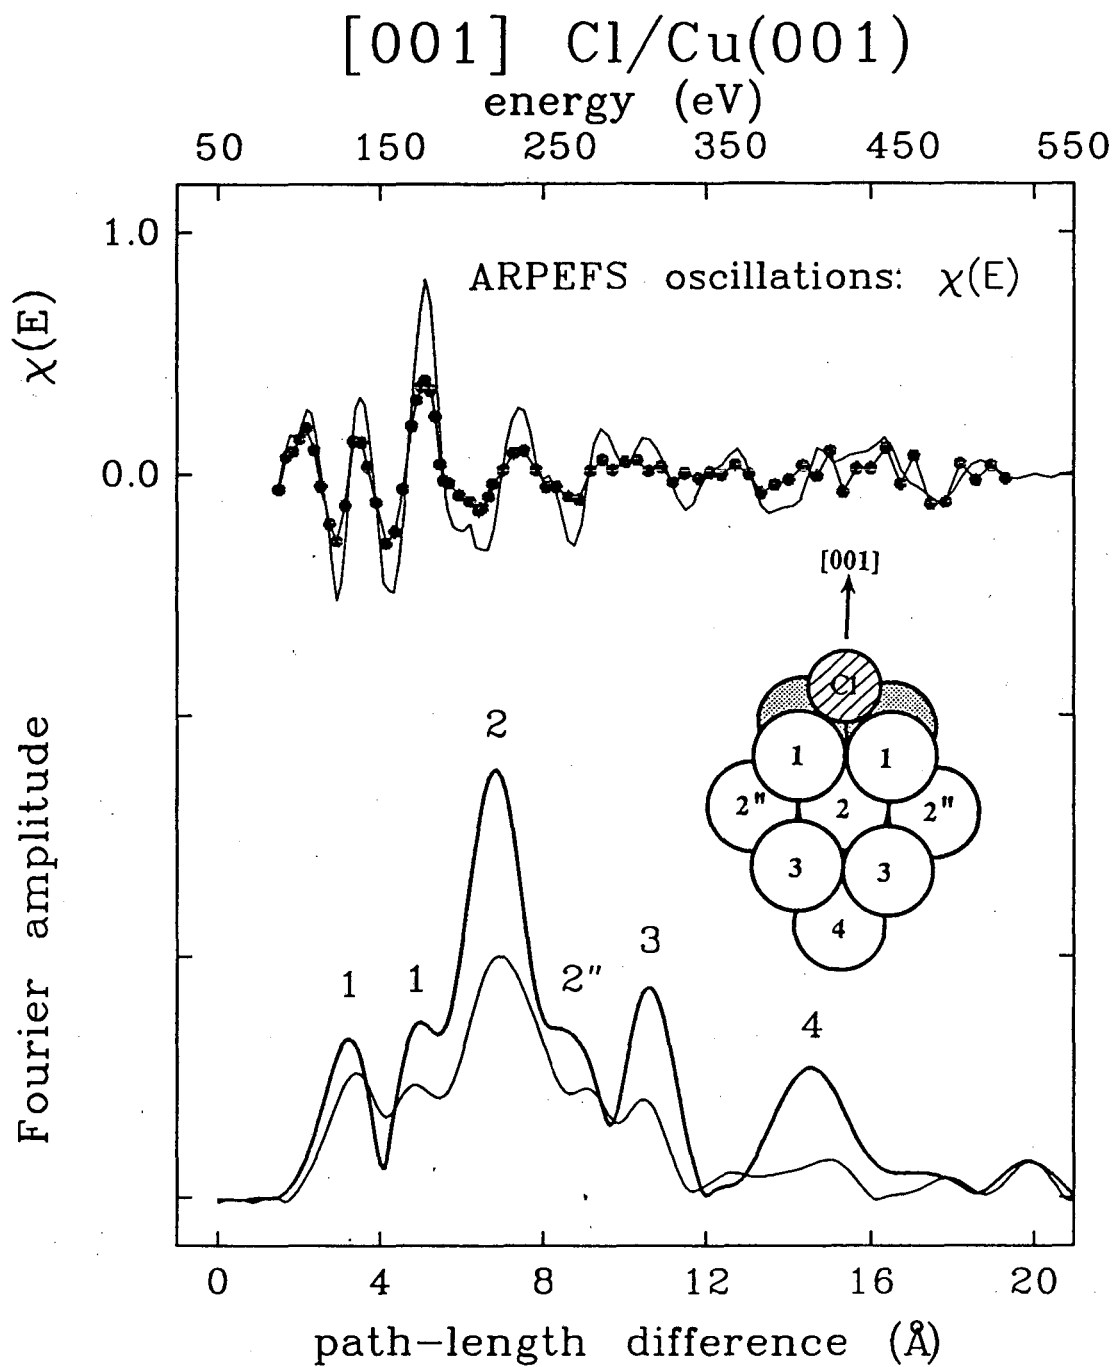 [001] Cl/Cu(001)
energy (eV)
50 150 250 350 450 550
1.0
ARPEFS oscillations: χ(E)
χ(E)
0.0
[001]
Cl
1 1
2" 2 2"
3 3
4
2
3
1 1 2"
4
Fourier amplitude
0 4 8 12 16 20
path-length difference (Å)